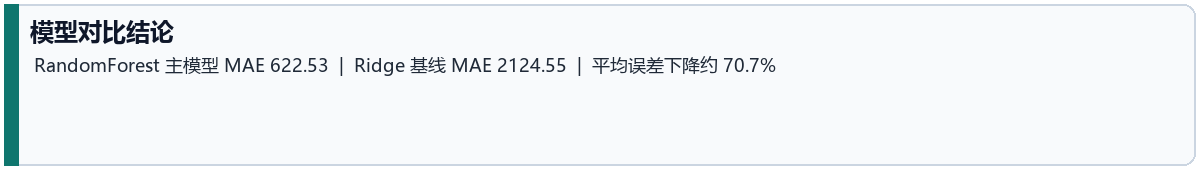 模型对比结论
RandomForest 主模型 MAE 622.53 | Ridge 基线 MAE 2124.55 | 平均误差下降约 70.7%